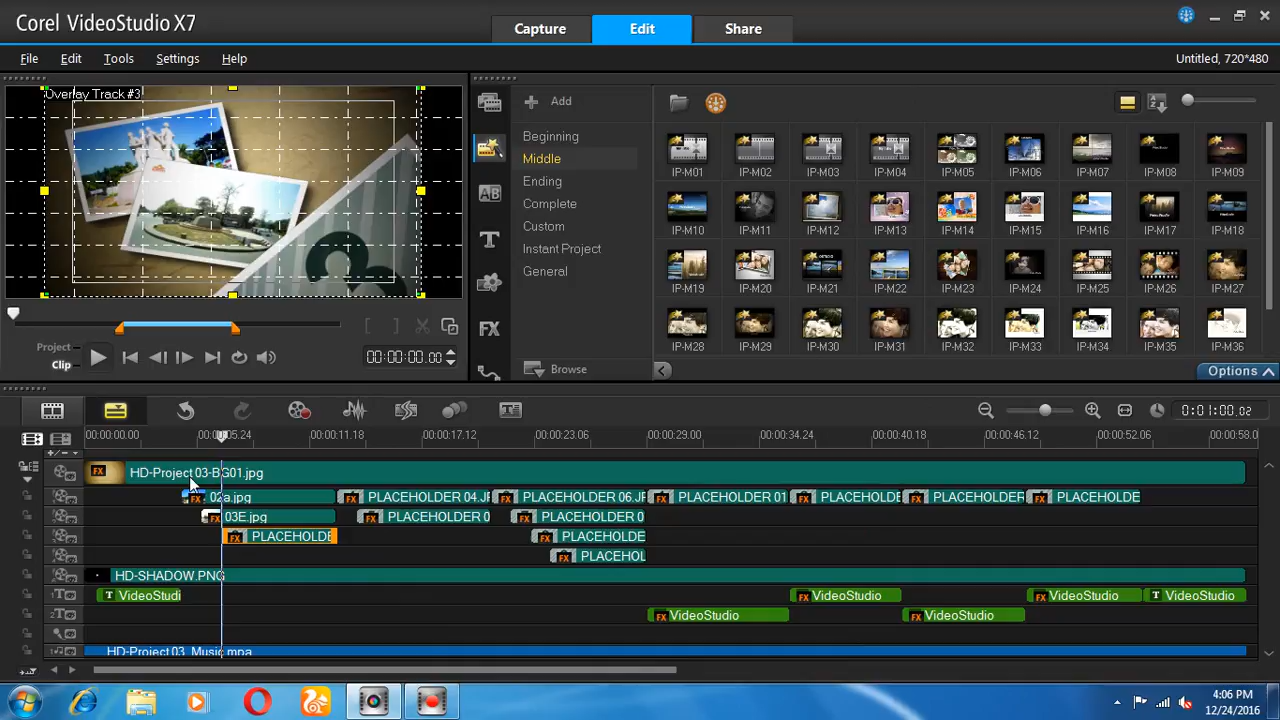 Corel VideoStudio X7
Capture
Edit
Share
File Edit Tools Settings Help
Untitled, 720*480
Overlay Track #3
Add
Beginning
Middle
Ending
Complete
Custom
Instant Project
General
Browse
IP-M01 IP-M02 IP-M03 IP-M04 IP-M05 IP-M06 IP-M07 IP-M08 IP-M09
IP-M10 IP-M11 IP-M12 IP-M13 IP-M14 IP-M15 IP-M16 IP-M17 IP-M18
IP-M19 IP-M20 IP-M21 IP-M22 IP-M23 IP-M24 IP-M25 IP-M26 IP-M27
IP-M28 IP-M29 IP-M30 IP-M31 IP-M32 IP-M33 IP-M34 IP-M35 IP-M36
Options
Project
Clip
00:00:00.00
0:01:00.02
00:00:00.00 00:00:05.24 00:00:11.18 00:00:17.12 00:00:23.06 00:00:29.00 00:00:34.24 00:00:40.18 00:00:46.12 00:00:52.06 00:00:58.0
HD-Project 03-BG01.jpg
02a.jpg PLACEHOLDER 04.JF PLACEHOLDER 06.JF PLACEHOLDER 01 PLACEHOLDE PLACEHOLDER PLACEHOLDE
03E.jpg PLACEHOLDER 0 PLACEHOLDER 0
PLACEHOLDE PLACEHOLDE
PLACEHOL
HD-SHADOW.PNG
VideoStudi VideoStudio VideoStudio VideoStudio
VideoStudio VideoStudio
HD-Project 03_Music.mpa
4:06 PM
12/24/2016